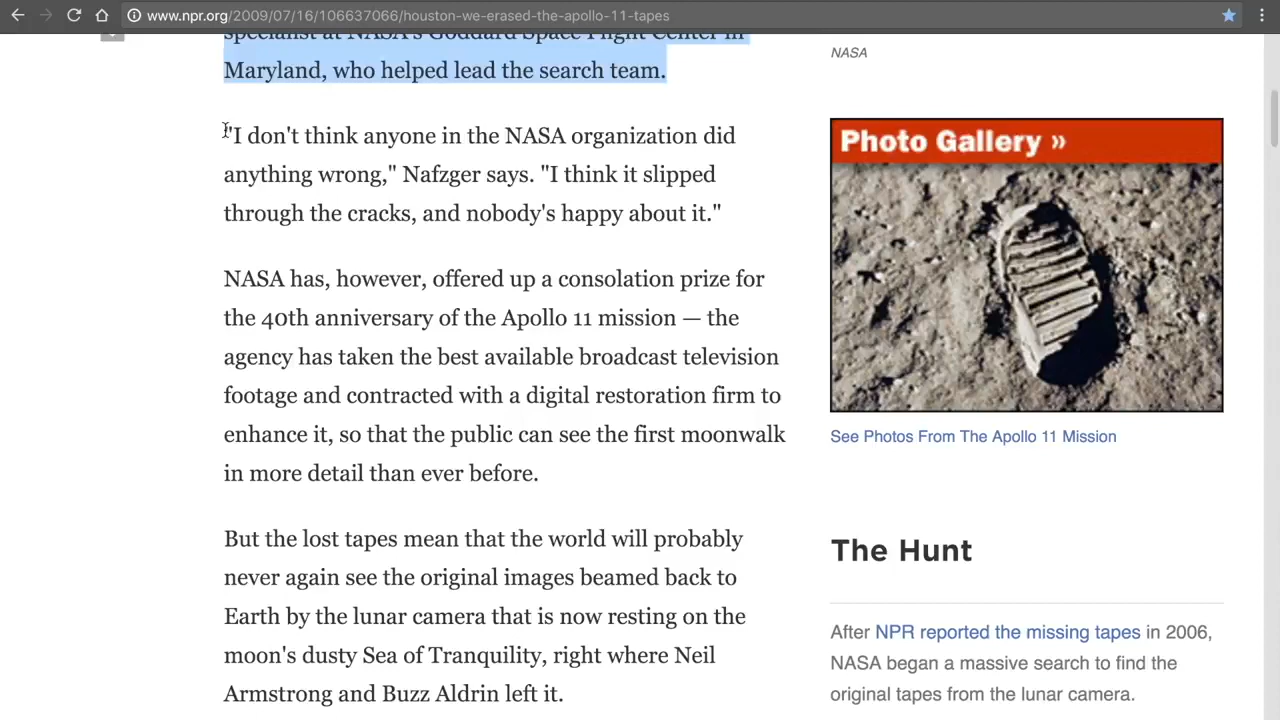 www.npr.org/2009/07/16/106637066/houston-we-erased-the-apollo-11-tapes
specialist at NASA's Goddard Space Flight Center in
Maryland, who helped lead the search team.
"I don't think anyone in the NASA organization did
anything wrong," Nafzger says. "I think it slipped
through the cracks, and nobody's happy about it."
NASA has, however, offered up a consolation prize for
the 40th anniversary of the Apollo 11 mission — the
agency has taken the best available broadcast television
footage and contracted with a digital restoration firm to
enhance it, so that the public can see the first moonwalk
in more detail than ever before.
But the lost tapes mean that the world will probably
never again see the original images beamed back to
Earth by the lunar camera that is now resting on the
moon's dusty Sea of Tranquility, right where Neil
Armstrong and Buzz Aldrin left it.
NASA
Photo Gallery »
See Photos From The Apollo 11 Mission
The Hunt
After NPR reported the missing tapes in 2006,
NASA began a massive search to find the
original tapes from the lunar camera.